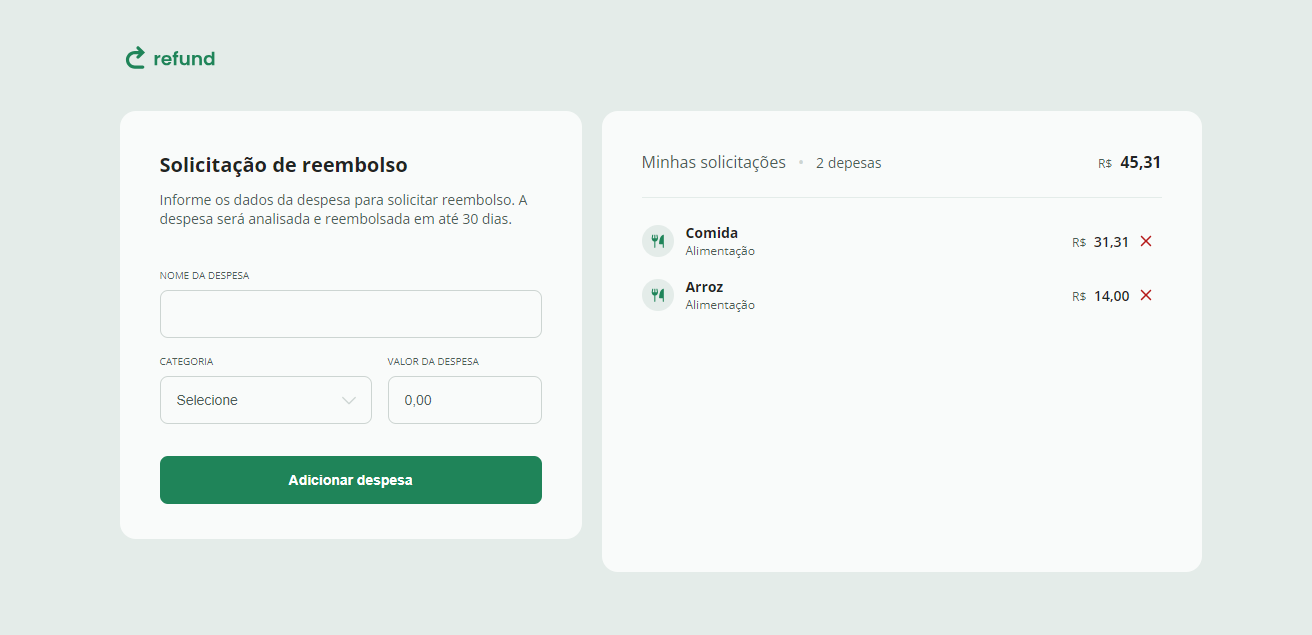 refund
Solicitação de reembolso
Informe os dados da despesa para solicitar reembolso. A
despesa será analisada e reembolsada em até 30 dias.
NOME DA DESPESA
CATEGORIA VALOR DA DESPESA
Selecione 0,00
Adicionar despesa
Minhas solicitações • 2 depesas R$ 45,31
Comida
Alimentação
R$ 31,31
Arroz
Alimentação
R$ 14,00